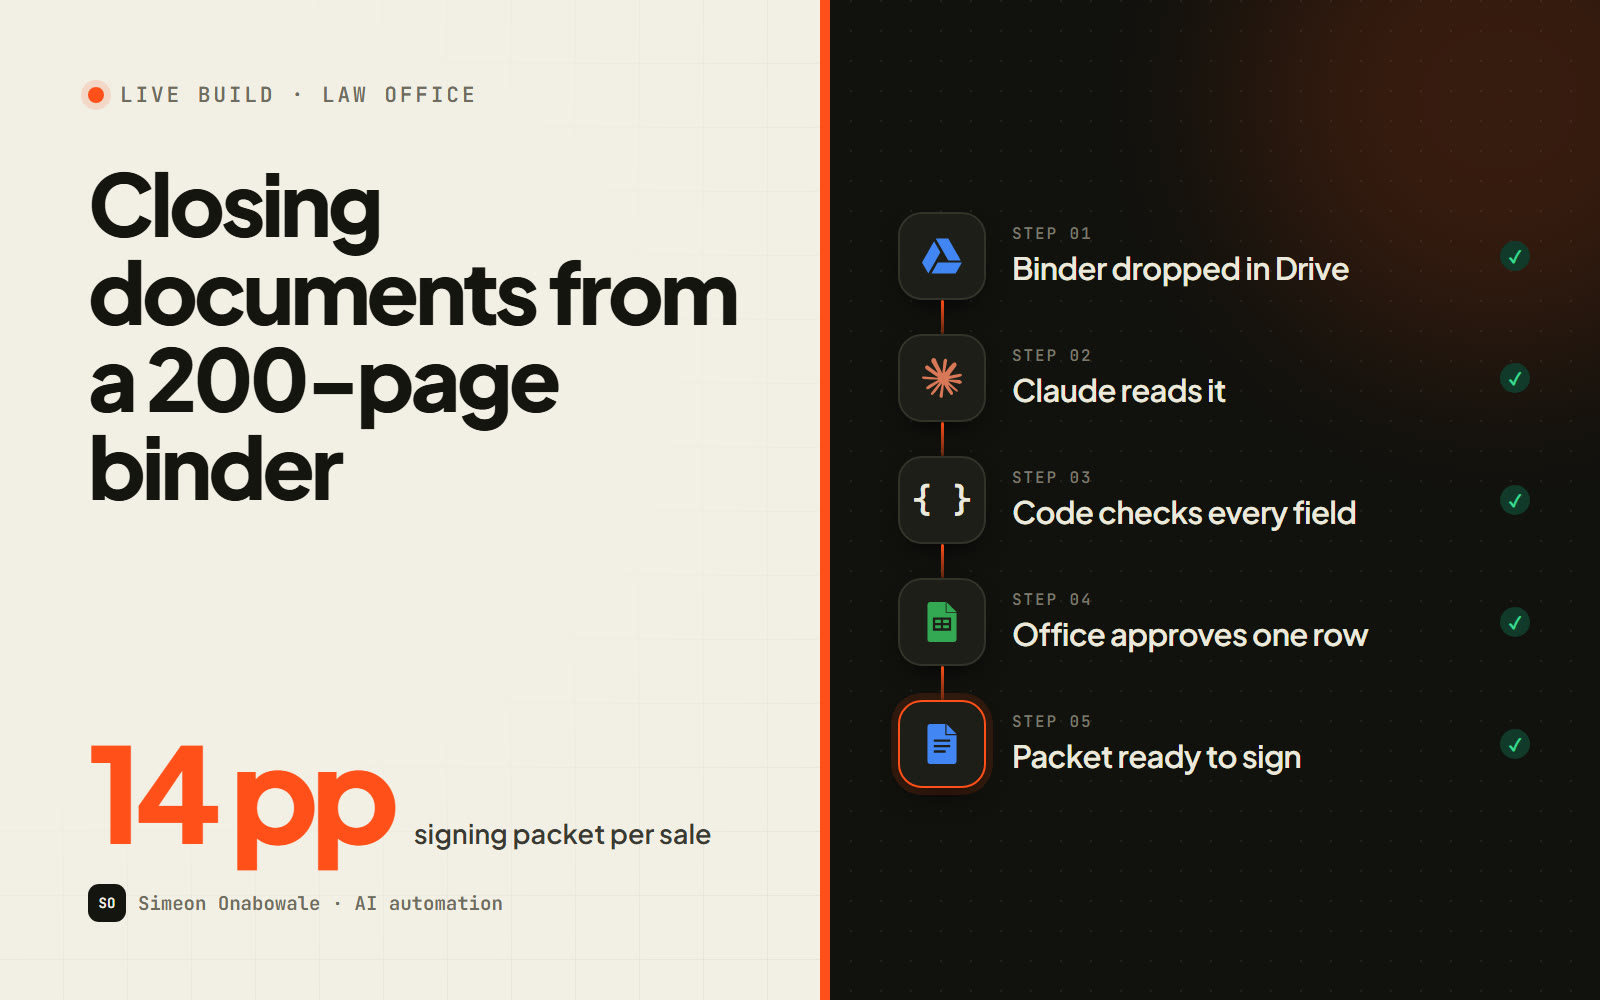 LIVE BUILD · LAW OFFICE
Closing
documents from
a 200-page
binder
14 pp signing packet per sale
SO Simeon Onabowale · AI automation
STEP 01
Binder dropped in Drive
✓
STEP 02
Claude reads it
✓
{ }
STEP 03
Code checks every field
✓
STEP 04
Office approves one row
✓
STEP 05
Packet ready to sign
✓